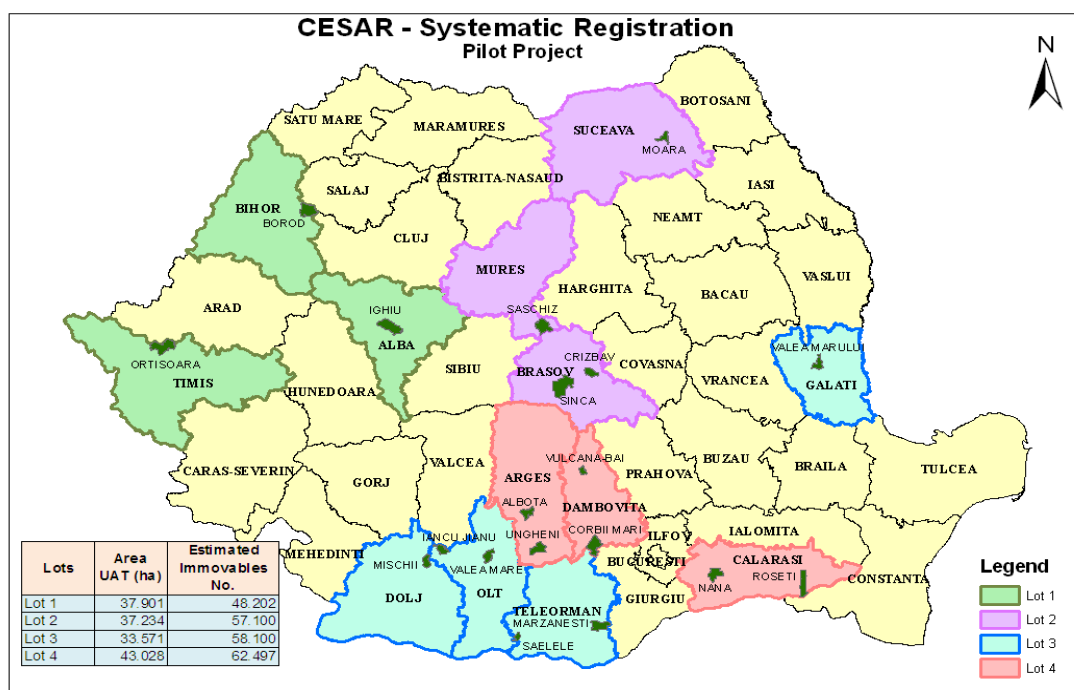 CESAR - Systematic Registration
Pilot Project
N
BOTOSANI
SATU MARE
MARAMURES
SUCEAVA
MOARA
IASI
BISTRITA-NASAUD
SALAJ
BIHOR
BOROD
NEAMT
CLUJ
MURES
VASLUI
HARGHITA
BACAU
ARAD
IGHIU
SASCHIZ
ALBA
VALEA MARULUI
ORTISOARA
CRIZBAV
COVASNA
TIMIS
SIBIU
BRASOV
VRANCEA
GALATI
HUNEDOARA
SINCA
CARAS-SEVERIN
VALCEA
VULCANA-BAI
BUZAU
BRAILA
TULCEA
GORJ
ARGES
PRAHOVA
ALBOTA
DAMBOVITA
IANCU JIANU
UNGHENI
CORBII MARI
ILFOV
IALOMITA
MEHEDINTI
MISCHII
VALEA MARE
BUCURESTI
CALARASI
ROSETI
CONSTANTA
NANA
DOLJ
OLT
GIURGIU
TELEORMAN
MARZANESTI
SAELELE
Lots Area UAT (ha) Estimated Immovables No.
Lot 1 37.901 48.202
Lot 2 37.234 57.100
Lot 3 33.571 58.100
Lot 4 43.028 62.497
Legend
Lot 1
Lot 2
Lot 3
Lot 4